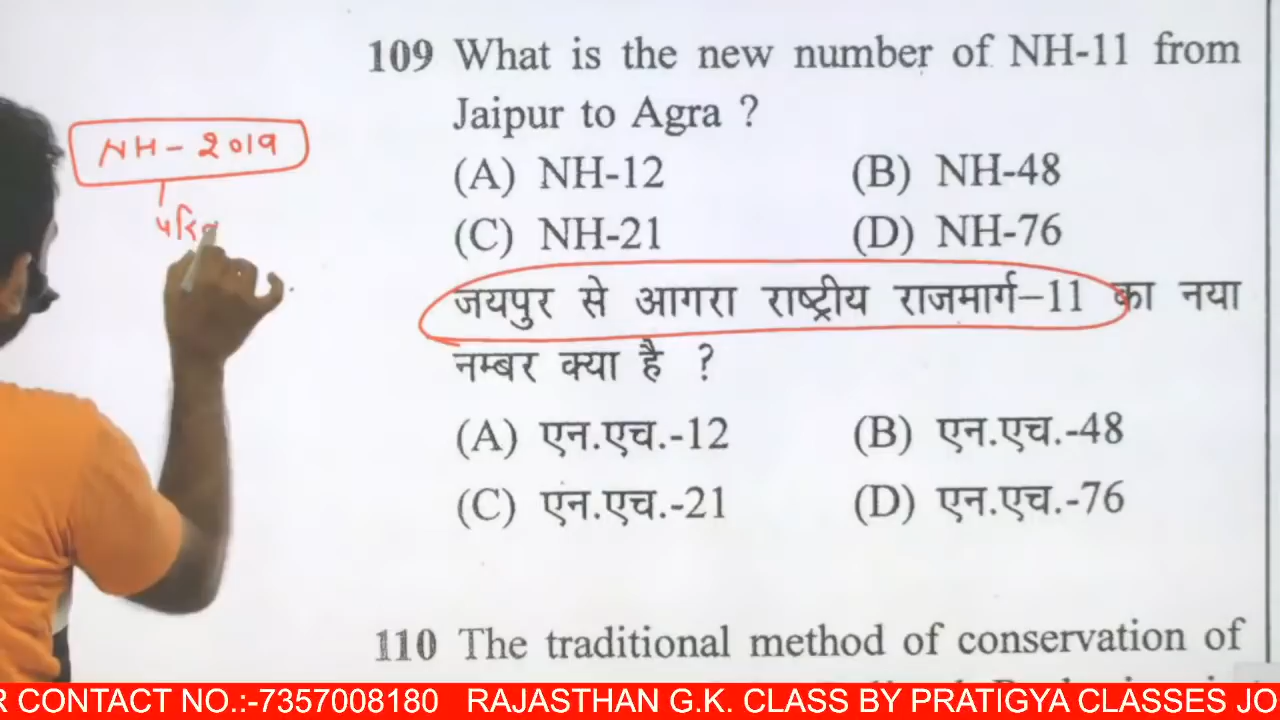 109 What is the new number of NH-11 from
Jaipur to Agra ?
(A) NH-12 (B) NH-48
(C) NH-21 (D) NH-76
जयपुर से आगरा राष्ट्रीय राजमार्ग–11 का नया
नम्बर क्या है ?
(A) एन.एच.-12 (B) एन.एच.-48
(C) एन.एच.-21 (D) एन.एच.-76
NH - 2019
110 The traditional method of conservation of
CONTACT NO.:-7357008180 RAJASTHAN G.K. CLASS BY PRATIGYA CLASSES JO